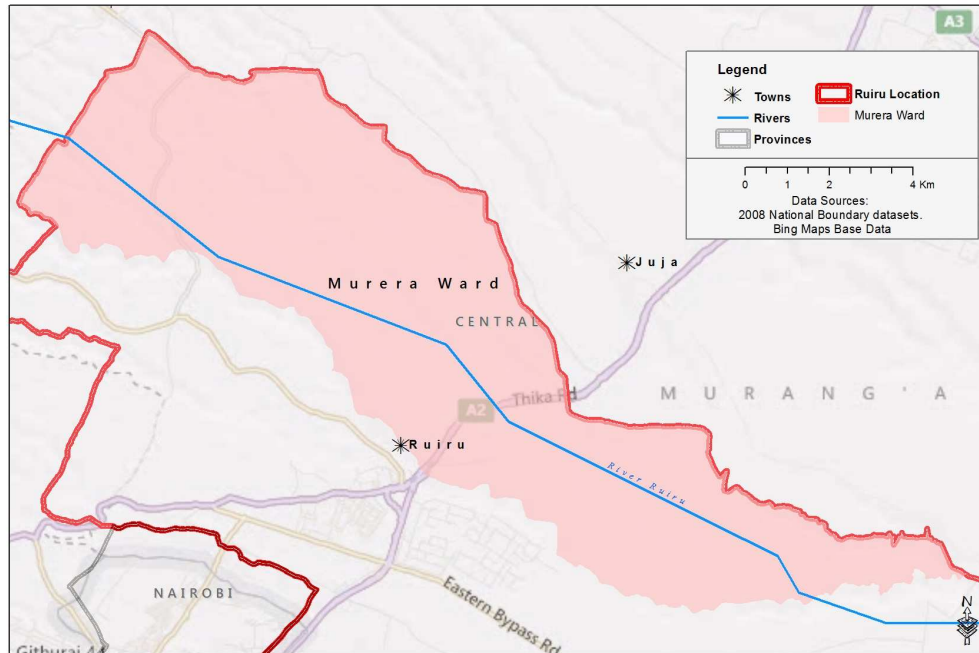 A3
Legend
Towns
Rivers
Provinces
Ruiru Location
Murera Ward
0 1 2 4 Km
Data Sources:
2008 National Boundary datasets.
Bing Maps Base Data
Juja
Murera Ward
CENTRAL
MURANG'A
Thika Rd
A2
Ruiru
River Ruiru
NAIROBI
Eastern Bypass Rd
Githurai 44
N